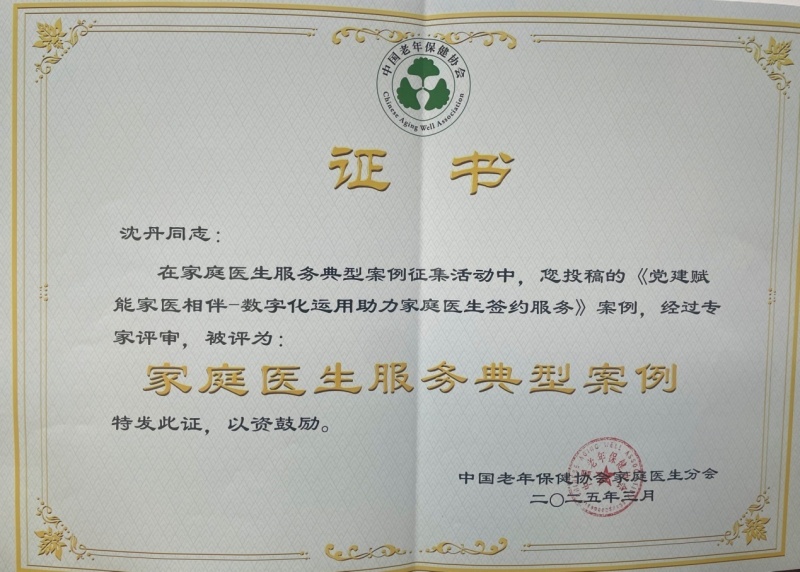 中国老年保健协会
Chinese Aging Well Association
证书
沈丹同志：
在家庭医生服务典型案例征集活动中，您投稿的《党建赋
能家医相伴-数字化运用助力家庭医生签约服务》案例，经过专
家评审，被评为：
家庭医生服务典型案例
特发此证，以资鼓励。
中国老年保健协会家庭医生分会
二〇二五年三月